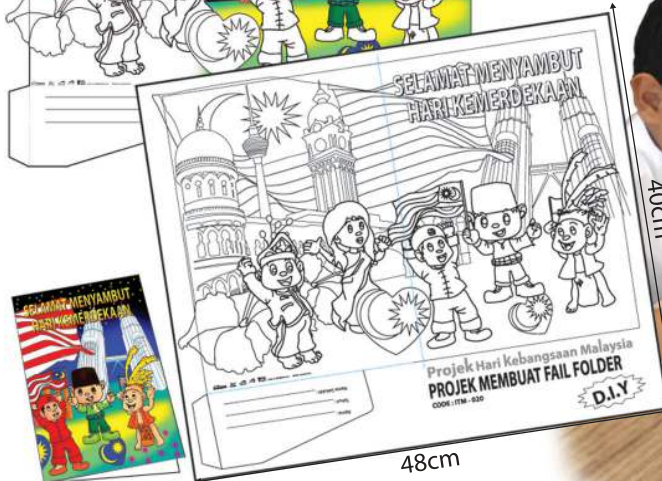 SELAMAT MENYAMBUT
HARI KEMERDEKAAN
40cm
SELAMAT MENYAMBUT
HARI KEMERDEKAAN
Projek Hari Kebangsaan Malaysia
PROJEK MEMBUAT FAIL FOLDER
CODE : ITM - 020
D.I.Y
48cm